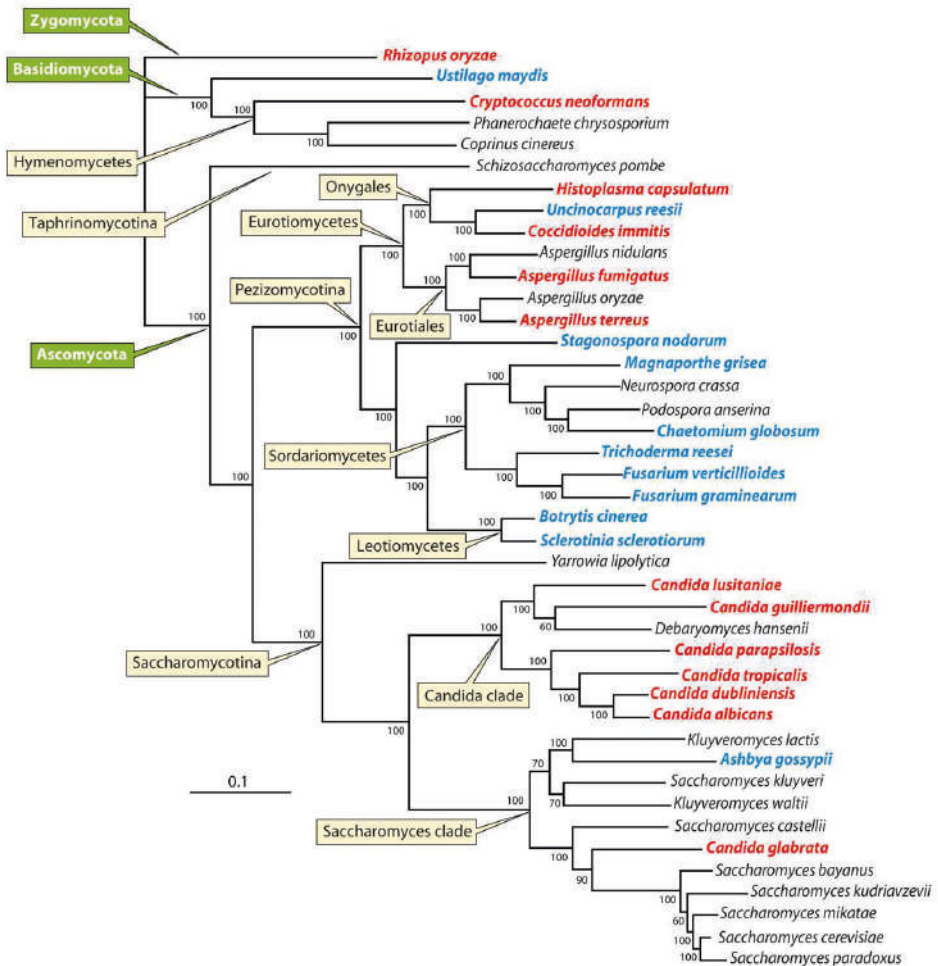 Zygomycota
Rhizopus oryzae
Basidiomycota
Ustilago maydis
100
100
Cryptococcus neoformans
Phanerochaete chrysosporium
100
Coprinus cinereus
Hymenomycetes
Schizosaccharomyces pombe
Taphrinomycotina
Onygales
Histoplasma capsulatum
100
Uncinocarpus reesii
Eurotiomycetes
100
Coccidioides immitis
100
Aspergillus nidulans
100
Aspergillus fumigatus
100
Aspergillus oryzae
100
Aspergillus terreus
Pezizomycotina
100
Eurotiales
100
Ascomycota
Stagonospora nodorum
Magnaporthe grisea
100
Neurospora crassa
100
Podospora anserina
100
Chaetomium globosum
100
100
Sordariomycetes
Trichoderma reesei
100
Fusarium verticillioides
100
Fusarium graminearum
100
100
Botrytis cinerea
100
Leotiomycetes
Sclerotinia sclerotiorum
Yarrowia lipolytica
Candida lusitaniae
100
Candida guilliermondii
60
Debaryomyces hansenii
100
100
Candida parapsilosis
100
Saccharomycotina
Candida tropicalis
100
Candida dubliniensis
100
Candida albicans
Candida clade
100
Kluyveromyces lactis
100
Ashbya gossypii
70
Saccharomyces kluyveri
70
Kluyveromyces waltii
0.1
100
Saccharomyces clade
Saccharomyces castellii
100
Candida glabrata
90
Saccharomyces bayanus
100
Saccharomyces kudriavzevii
60
Saccharomyces mikatae
100
Saccharomyces cerevisiae
100
Saccharomyces paradoxus